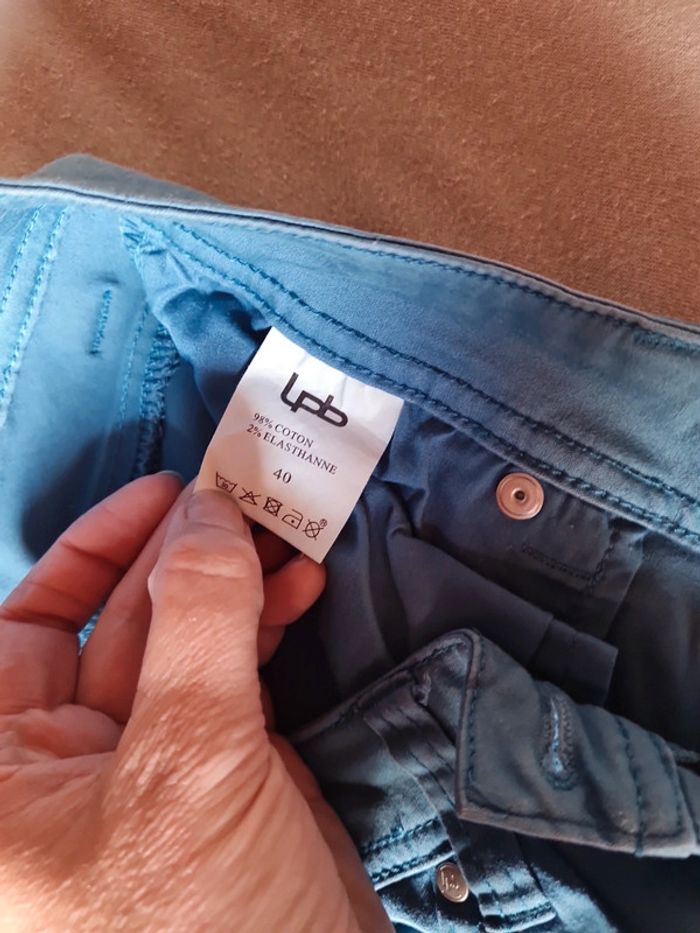 lpb
98% COTON
2% ELASTHANNE
40